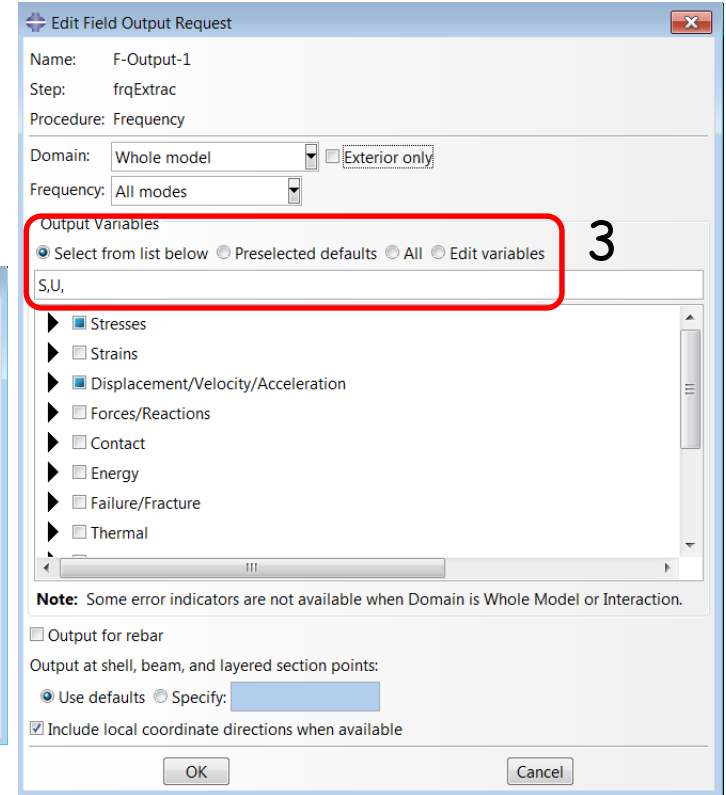 Edit Field Output Request
Name: F-Output-1
Step: frqExtrac
Procedure: Frequency
Domain: Whole model Exterior only
Frequency: All modes
Output Variables
3
Select from list below Preselected defaults All Edit variables
S,U,
Stresses
Strains
Displacement/Velocity/Acceleration
Forces/Reactions
Contact
Energy
Failure/Fracture
Thermal
Note: Some error indicators are not available when Domain is Whole Model or Interaction.
Output for rebar
Output at shell, beam, and layered section points:
Use defaults Specify:
Include local coordinate directions when available
OK Cancel